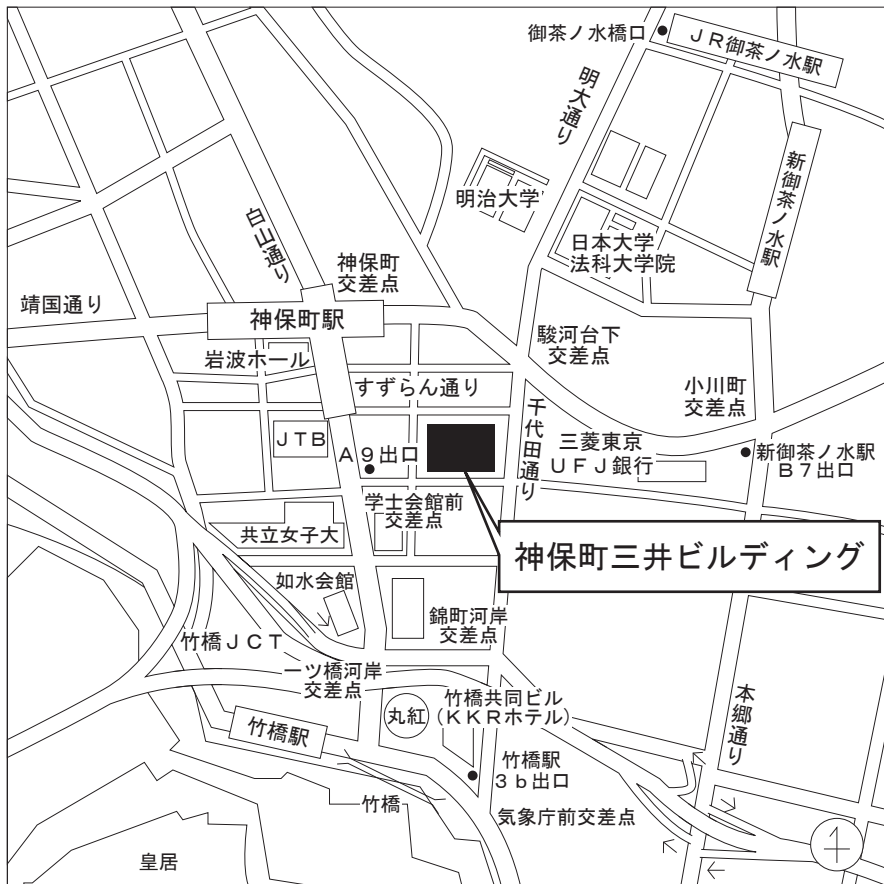 御茶ノ水橋口
ＪＲ御茶ノ水駅
明大通り
新御茶ノ水駅
明治大学
白山通り
日本大学
法科大学院
神保町
交差点
靖国通り
神保町駅
駿河台下
交差点
岩波ホール
すずらん通り
小川町
交差点
千代田通り
ＪＴＢ
Ａ９出口
三菱東京
ＵＦＪ銀行
新御茶ノ水駅
Ｂ７出口
学士会館前
交差点
共立女子大
神保町三井ビルディング
如水会館
錦町河岸
交差点
竹橋ＪＣＴ
一ツ橋河岸
交差点
本郷通り
竹橋共同ビル
（ＫＫＲホテル）
丸紅
竹橋駅
竹橋駅
３ｂ出口
竹橋
気象庁前交差点
皇居